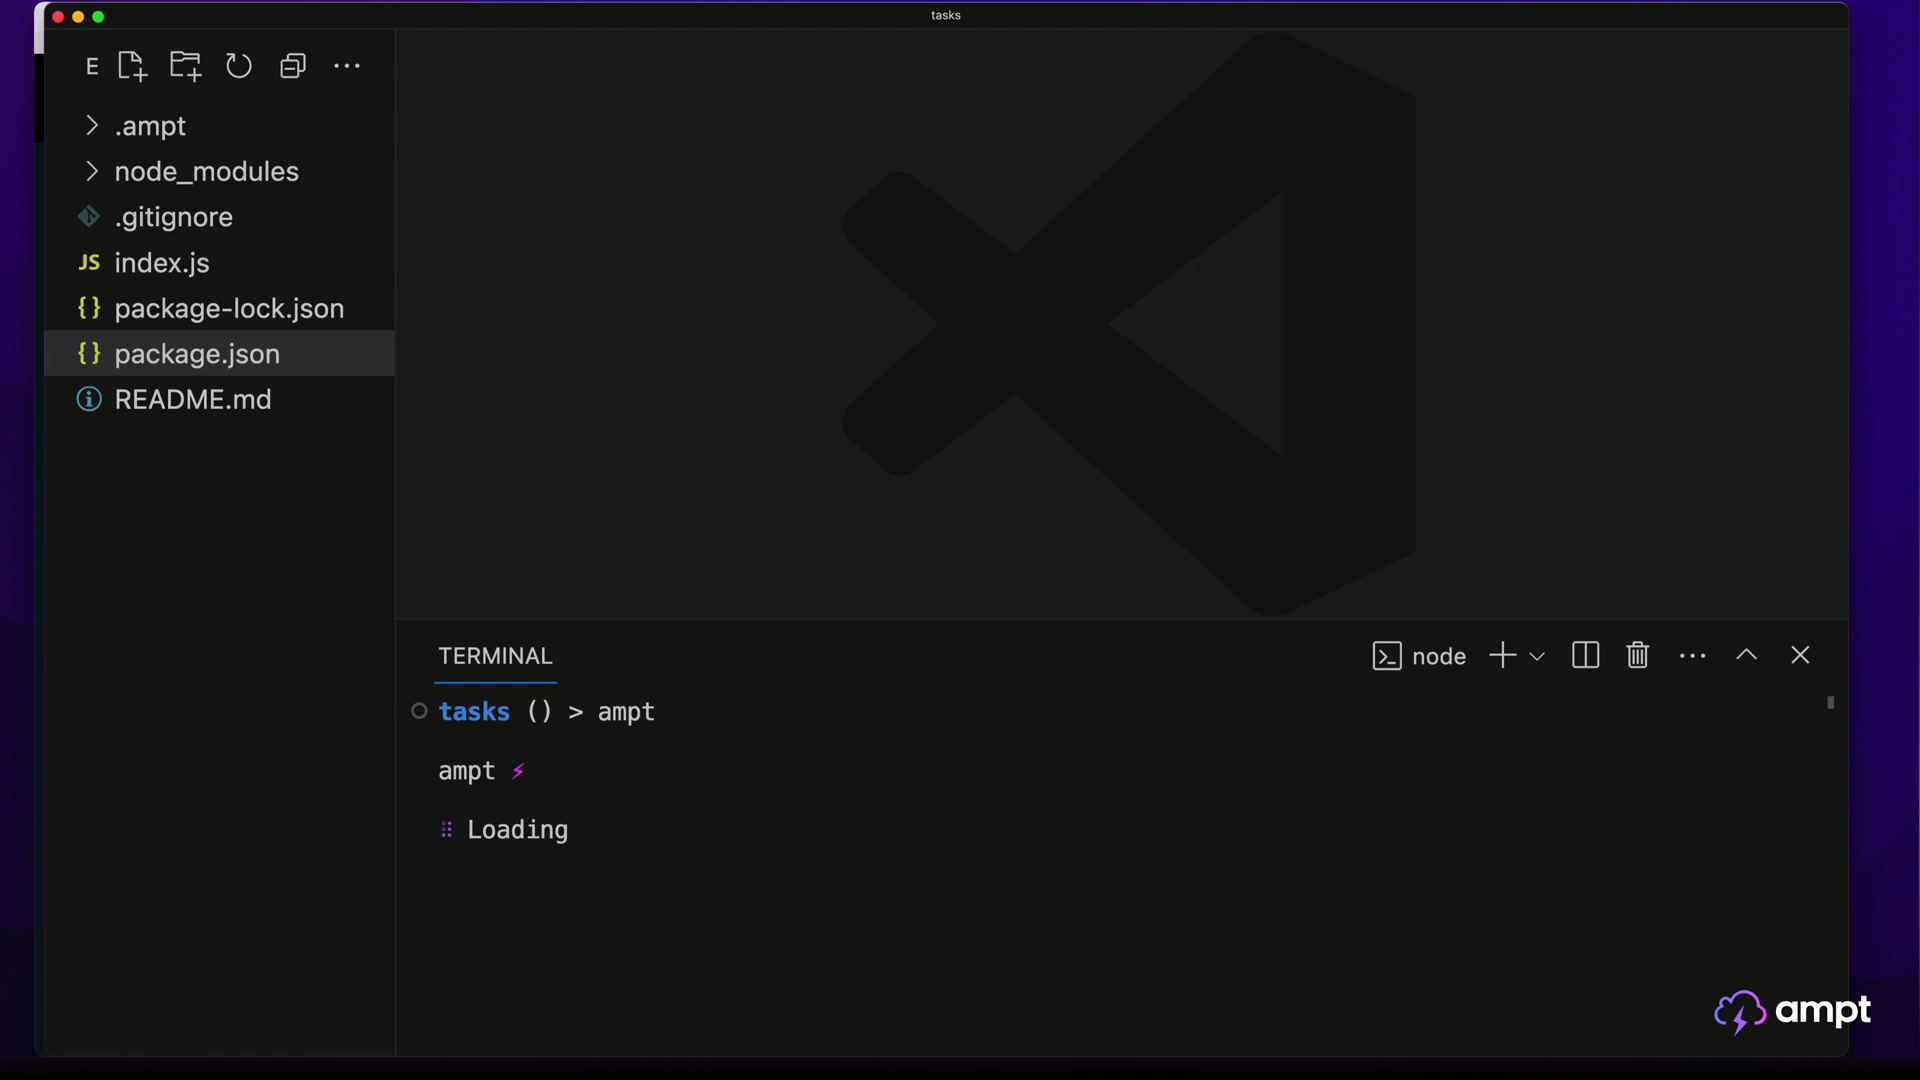 tasks
E
.ampt
node_modules
.gitignore
JS index.js
{} package-lock.json
{} package.json
README.md
TERMINAL
node
tasks () > ampt
ampt ⚡
⠿ Loading
ampt